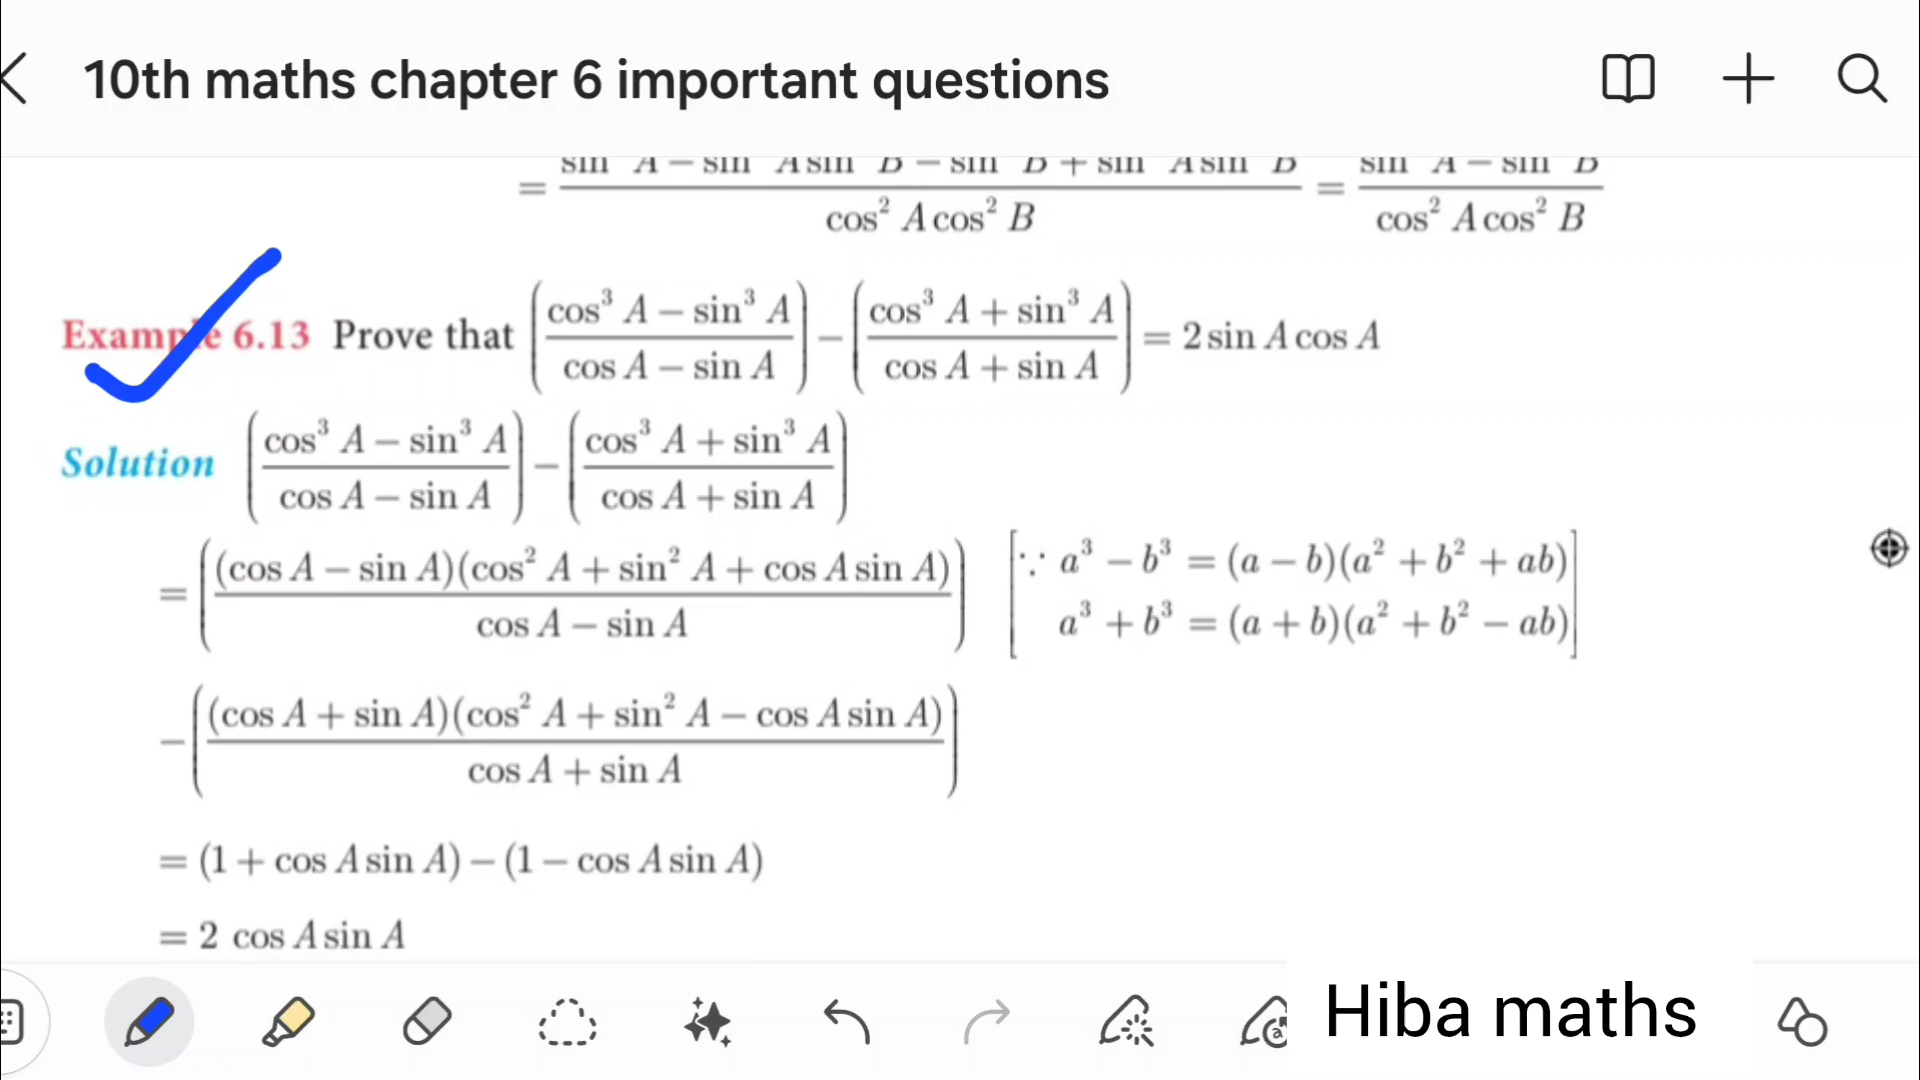 10th maths chapter 6 important questions
= / cos² A cos² B = / cos² A cos² B
Example 6.13 Prove that ((cos³ A − sin³ A)/(cos A − sin A)) − ((cos³ A + sin³ A)/(cos A + sin A)) = 2 sin A cos A
Solution ((cos³ A − sin³ A)/(cos A − sin A)) − ((cos³ A + sin³ A)/(cos A + sin A))
= ((cos A − sin A)(cos² A + sin² A + cos A sin A)/(cos A − sin A)) [∵ a³ − b³ = (a − b)(a² + b² + ab)
a³ + b³ = (a + b)(a² + b² − ab)]
− ((cos A + sin A)(cos² A + sin² A − cos A sin A)/(cos A + sin A))
= (1 + cos A sin A) − (1 − cos A sin A)
= 2 cos A sin A
Hiba maths